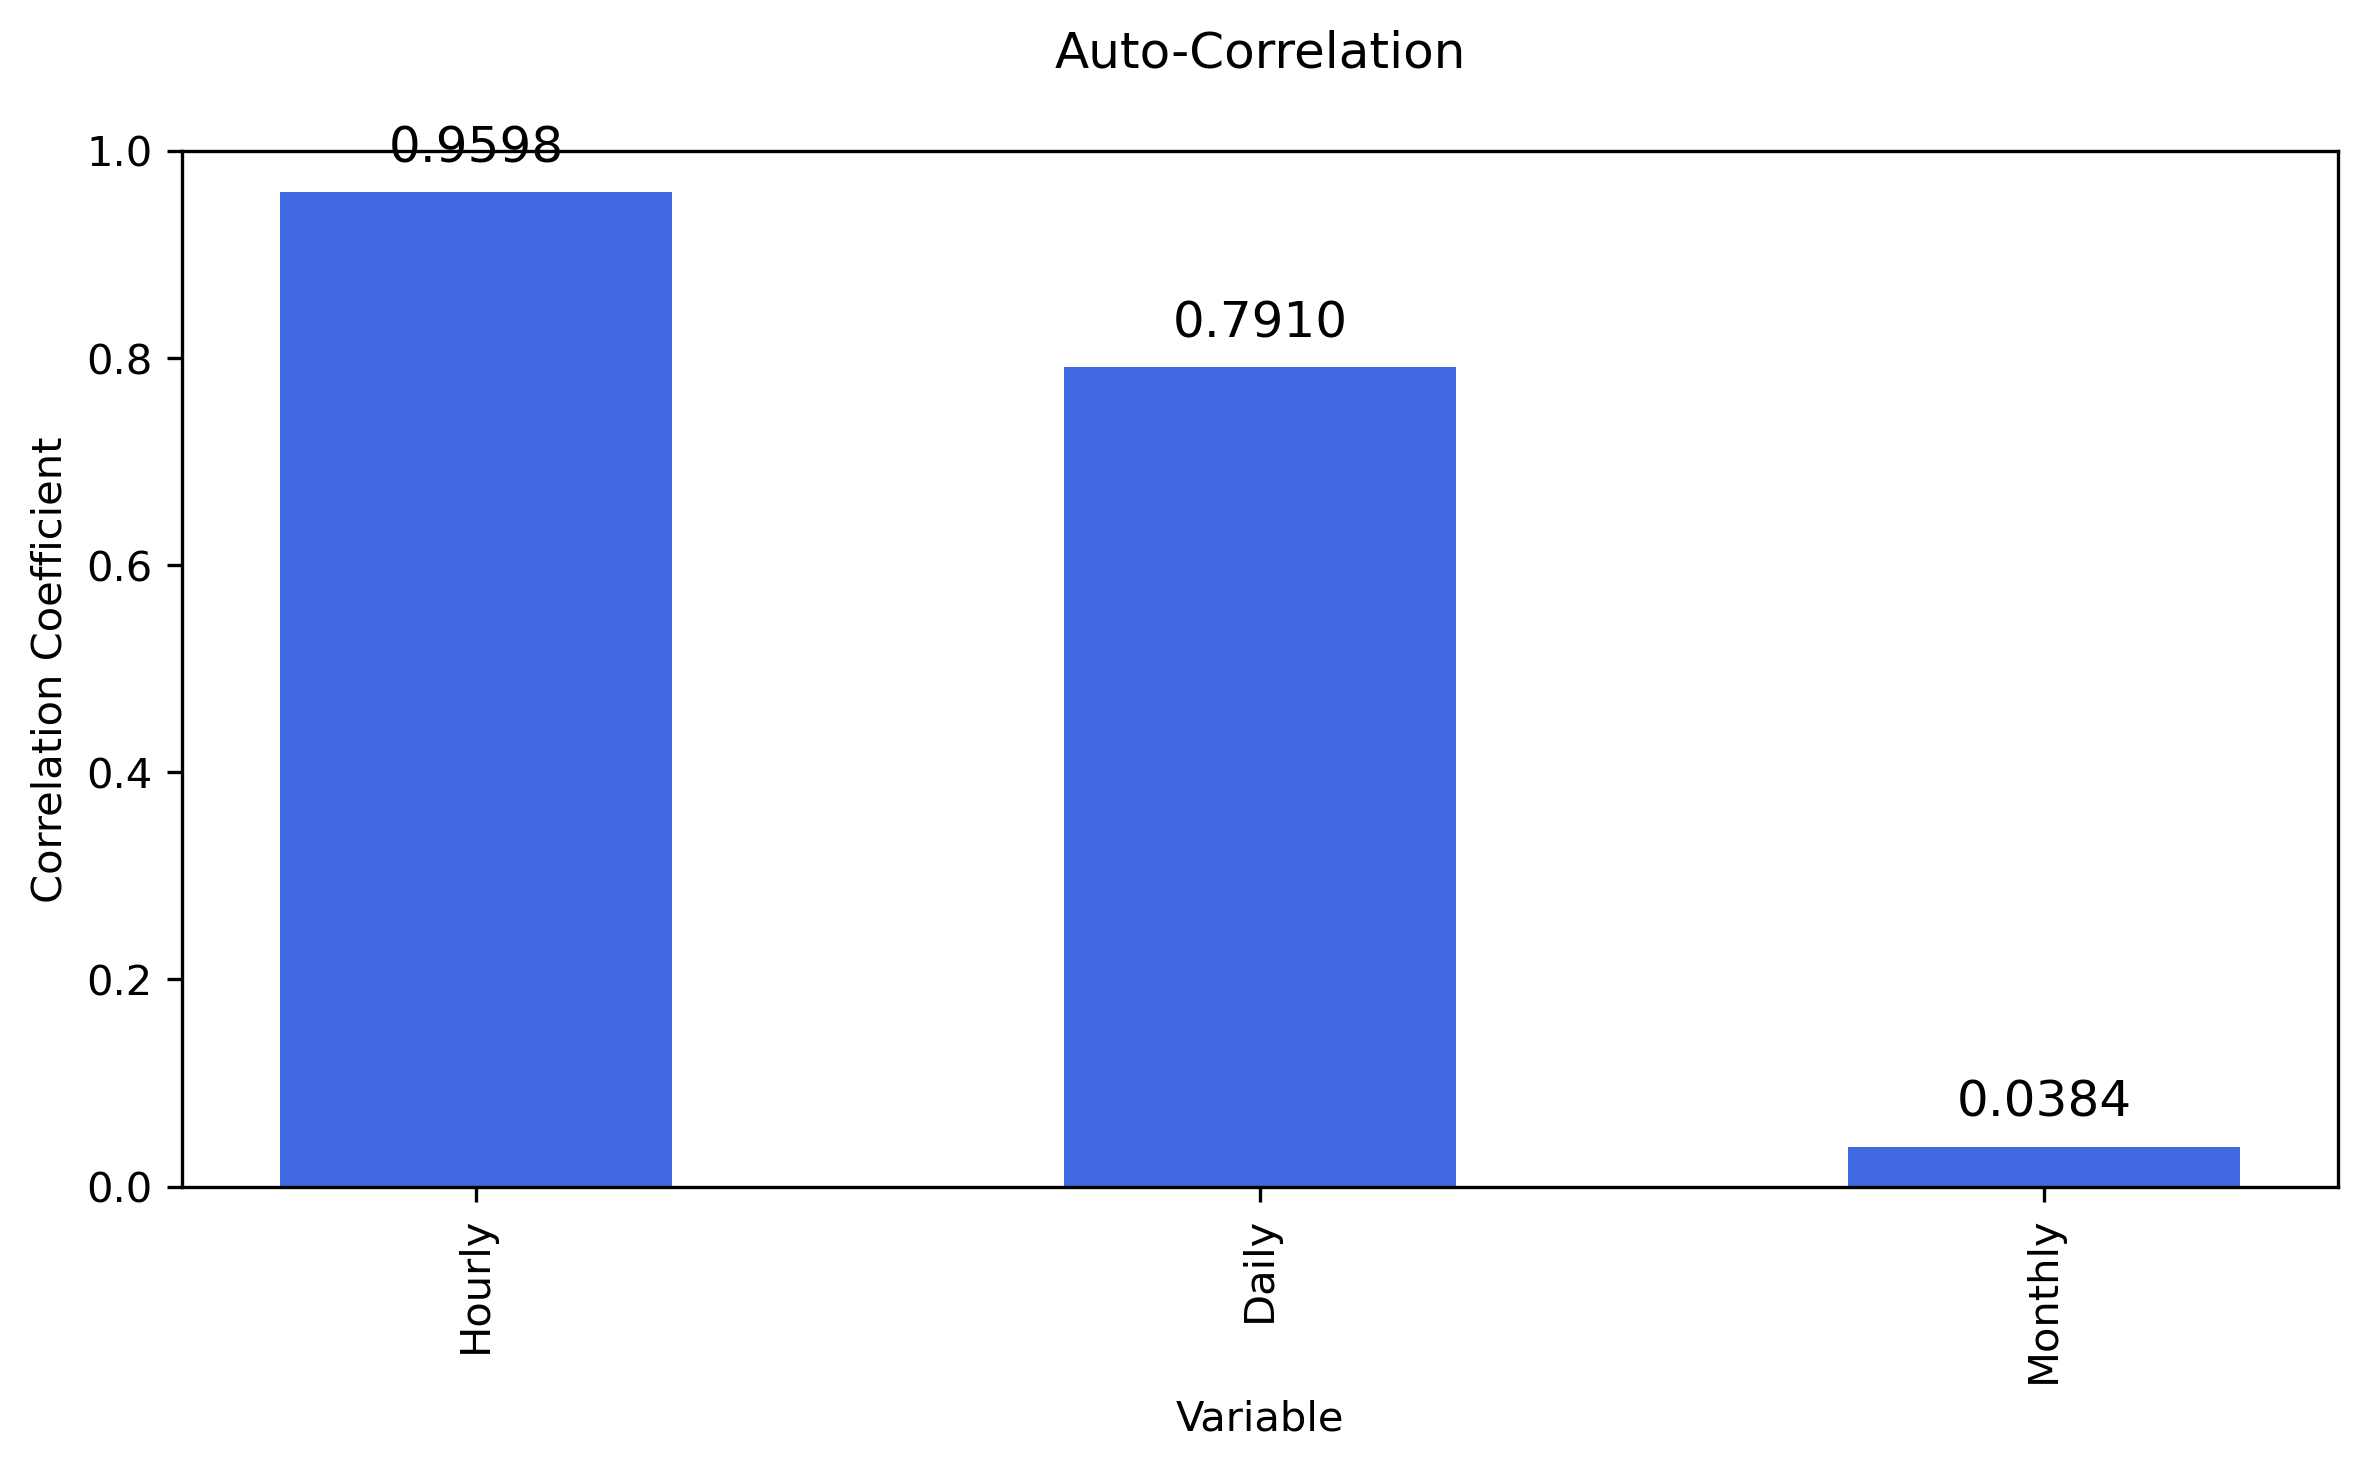 Auto-Correlation
0.9598
0.7910
0.0384
1.0
0.8
0.6
0.4
0.2
0.0
Correlation Coefficient
Hourly
Daily
Monthly
Variable